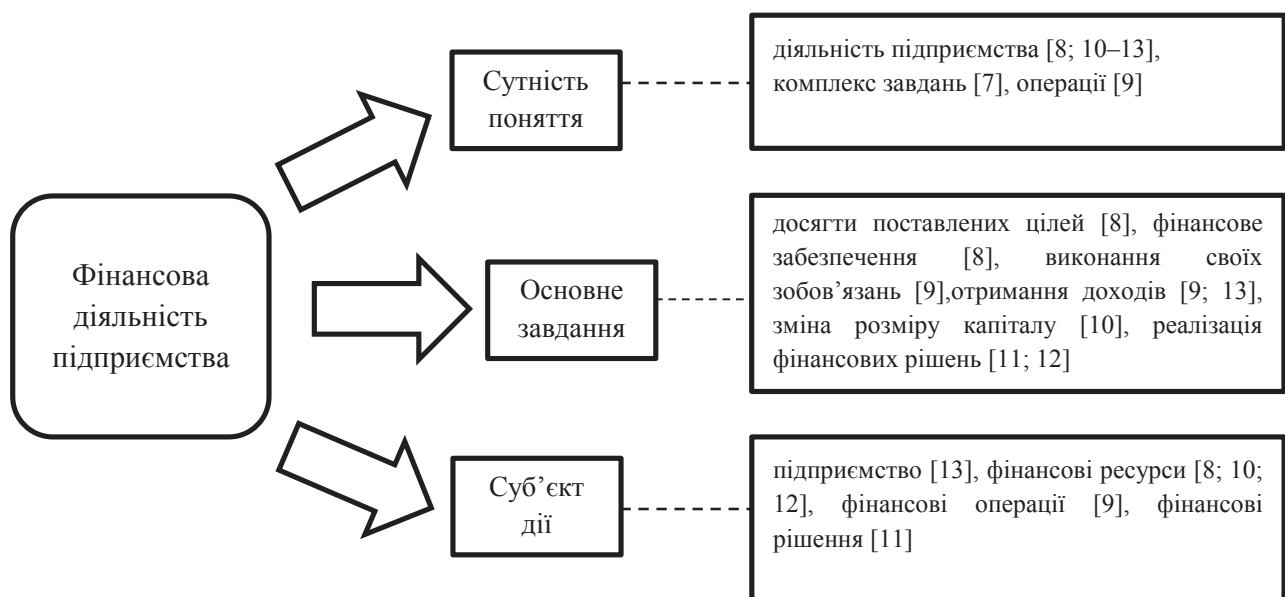 Фінансова
діяльність
підприємства
Сутність
поняття
діяльність підприємства [8; 10–13],
комплекс завдань [7], операції [9]
Основне
завдання
досягти поставлених цілей [8], фінансове
забезпечення [8], виконання своїх
зобов’язань [9],отримання доходів [9; 13],
зміна розміру капіталу [10], реалізація
фінансових рішень [11; 12]
Суб’єкт
дії
підприємство [13], фінансові ресурси [8; 10;
12], фінансові операції [9], фінансові
рішення [11]